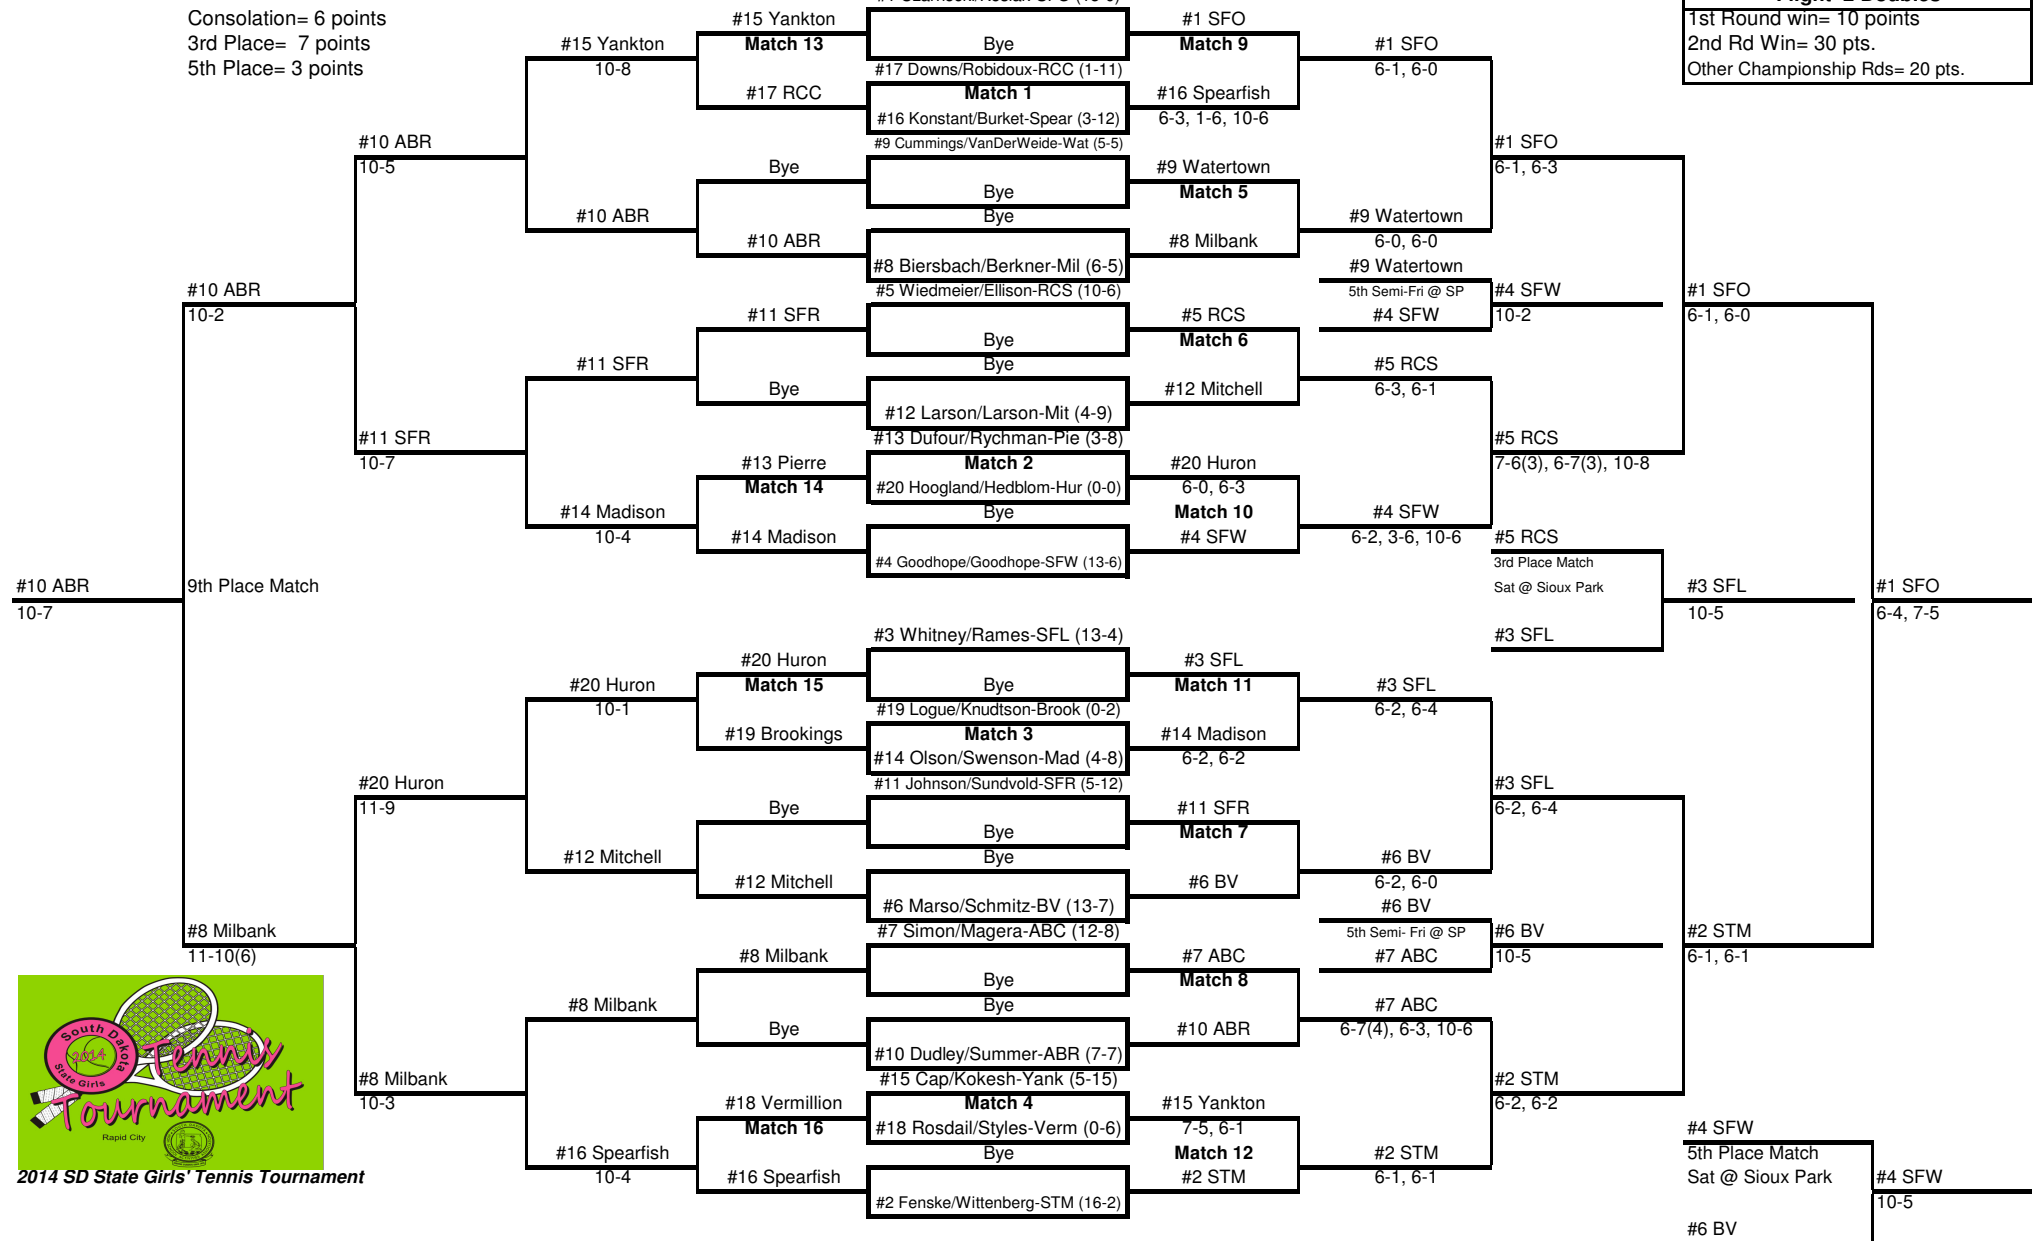 Consolation= 6 points
3rd Place= 7 points
5th Place= 3 points
1st Round win= 10 points
2nd Rd Win= 30 pts.
Other Championship Rds= 20 pts.
#10 ABR
10-7
#10 ABR
10-2
9th Place Match
#8 Milbank
11-10(6)
#10 ABR
10-5
#11 SFR
10-7
#20 Huron
11-9
#8 Milbank
10-3
#15 Yankton
10-8
#10 ABR
#11 SFR
#14 Madison
10-4
#20 Huron
10-1
#12 Mitchell
#8 Milbank
#16 Spearfish
10-4
#15 Yankton
Match 13
#17 RCC
Bye
#10 ABR
#11 SFR
Bye
#13 Pierre
Match 14
#14 Madison
#20 Huron
Match 15
#19 Brookings
Bye
#12 Mitchell
#8 Milbank
Bye
#18 Vermillion
Match 16
#16 Spearfish
Bye
#17 Downs/Robidoux-RCC (1-11)
Match 1
#16 Konstant/Burket-Spear (3-12)
#9 Cummings/VanDerWeide-Wat (5-5)
Bye
Bye
#8 Biersbach/Berkner-Mil (6-5)
#5 Wiedmeier/Ellison-RCS (10-6)
Bye
Bye
#12 Larson/Larson-Mit (4-9)
#13 Dufour/Rychman-Pie (3-8)
Match 2
#20 Hoogland/Hedblom-Hur (0-0)
Bye
#4 Goodhope/Goodhope-SFW (13-6)
#3 Whitney/Rames-SFL (13-4)
Bye
#19 Logue/Knudtson-Brook (0-2)
Match 3
#14 Olson/Swenson-Mad (4-8)
#11 Johnson/Sundvold-SFR (5-12)
Bye
Bye
#6 Marso/Schmitz-BV (13-7)
#7 Simon/Magera-ABC (12-8)
Bye
Bye
#10 Dudley/Summer-ABR (7-7)
#15 Cap/Kokesh-Yank (5-15)
Match 4
#18 Rosdail/Styles-Verm (0-6)
Bye
#2 Fenske/Wittenberg-STM (16-2)
#1 SFO
Match 9
#16 Spearfish
6-3, 1-6, 10-6
#9 Watertown
Match 5
#8 Milbank
#5 RCS
Match 6
#12 Mitchell
#20 Huron
6-0, 6-3
Match 10
#4 SFW
#3 SFL
Match 11
#14 Madison
6-2, 6-2
#11 SFR
Match 7
#6 BV
#7 ABC
Match 8
#10 ABR
#15 Yankton
7-5, 6-1
Match 12
#2 STM
#1 SFO
6-1, 6-0
#9 Watertown
6-0, 6-0
#9 Watertown
5th Semi-Fri @ SP
#4 SFW
#5 RCS
6-3, 6-1
#4 SFW
6-2, 3-6, 10-6
#3 SFL
6-2, 6-4
#6 BV
6-2, 6-0
#6 BV
5th Semi- Fri @ SP
#7 ABC
#7 ABC
6-7(4), 6-3, 10-6
#2 STM
6-1, 6-1
#1 SFO
6-1, 6-3
#4 SFW
10-2
#5 RCS
7-6(3), 6-7(3), 10-8
#5 RCS
3rd Place Match
Sat @ Sioux Park
#3 SFL
#3 SFL
6-2, 6-4
#6 BV
10-5
#2 STM
6-2, 6-2
#1 SFO
6-1, 6-0
#3 SFL
10-5
#2 STM
6-1, 6-1
#4 SFW
5th Place Match
Sat @ Sioux Park
#6 BV
#1 SFO
6-4, 7-5
#4 SFW
10-5
South Dakota
2014
State Girls
Tennis
Tournament
Rapid City
2014 SD State Girls' Tennis Tournament